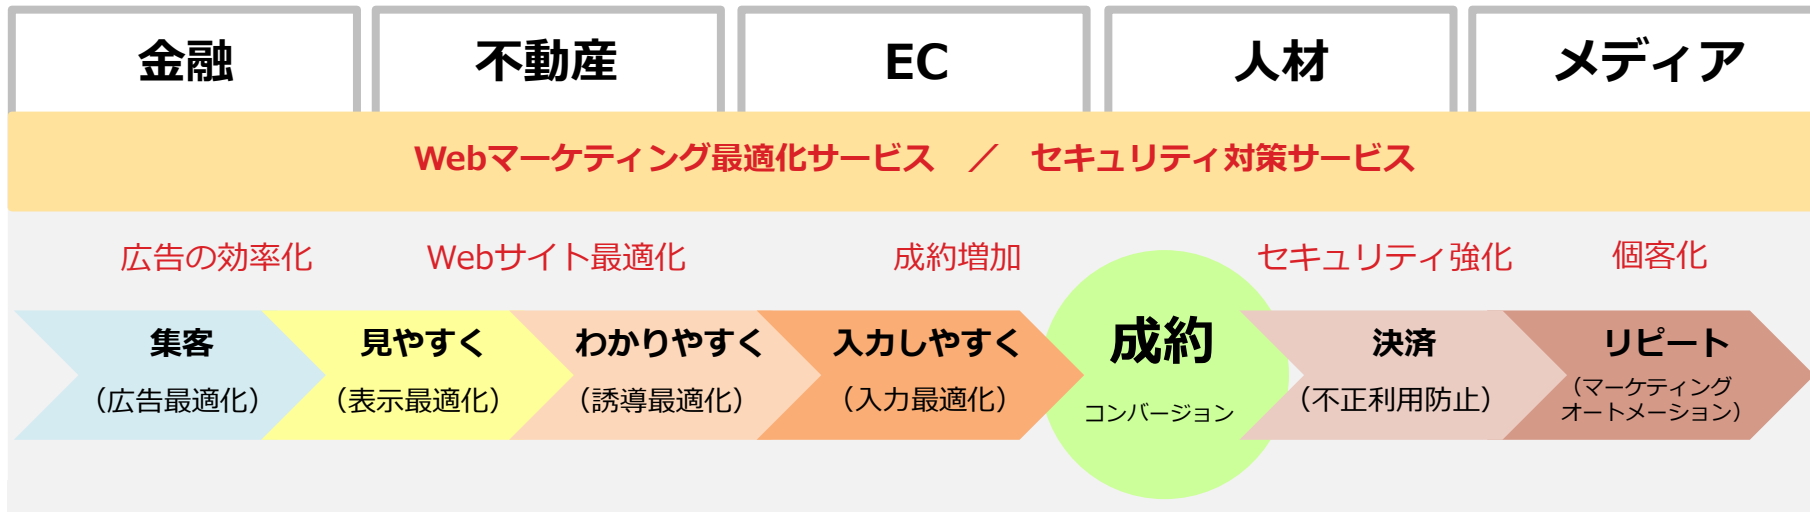 金融
不動産
EC
人材
メディア
Webマーケティング最適化サービス ／ セキュリティ対策サービス
広告の効率化
Webサイト最適化
成約増加
セキュリティ強化
個客化
集客
（広告最適化）
見やすく
（表示最適化）
わかりやすく
（誘導最適化）
入力しやすく
（入力最適化）
成約
コンバージョン
決済
（不正利用防止）
リピート
（マーケティング
オートメーション）